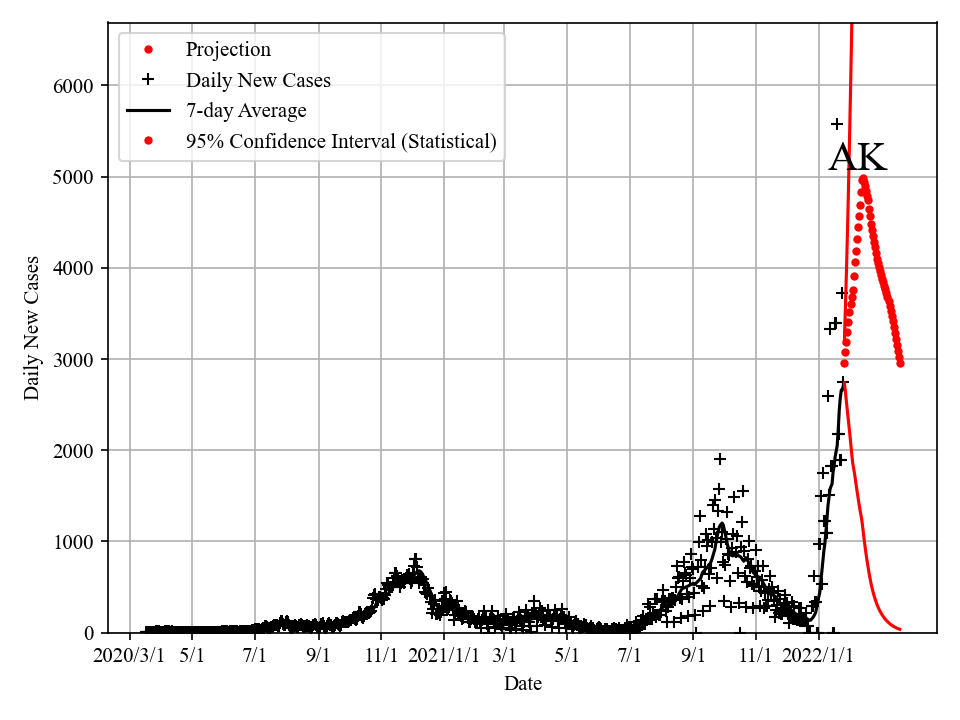 6000
5000
4000
3000
2000
1000
0
Daily New Cases
Projection
Daily New Cases
7-day Average
95% Confidence Interval (Statistical)
AK
2020/3/1 5/1 7/1 9/1 11/1 2021/1/1 3/1 5/1 7/1 9/1 11/1 2022/1/1
Date